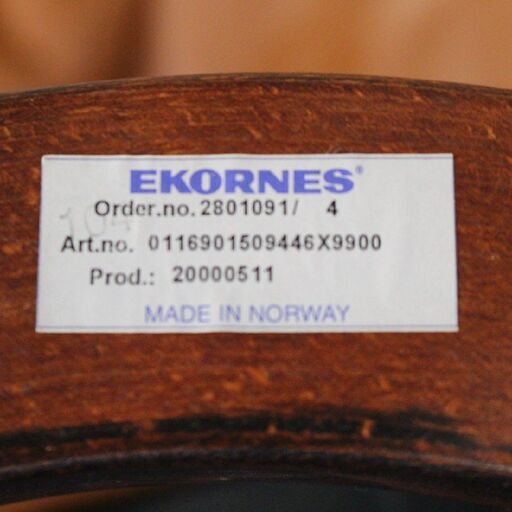 EKORNES®
Order.no. 2801091/ 4
Art.no. 0116901509446X9900
Prod.: 20000511
MADE IN NORWAY